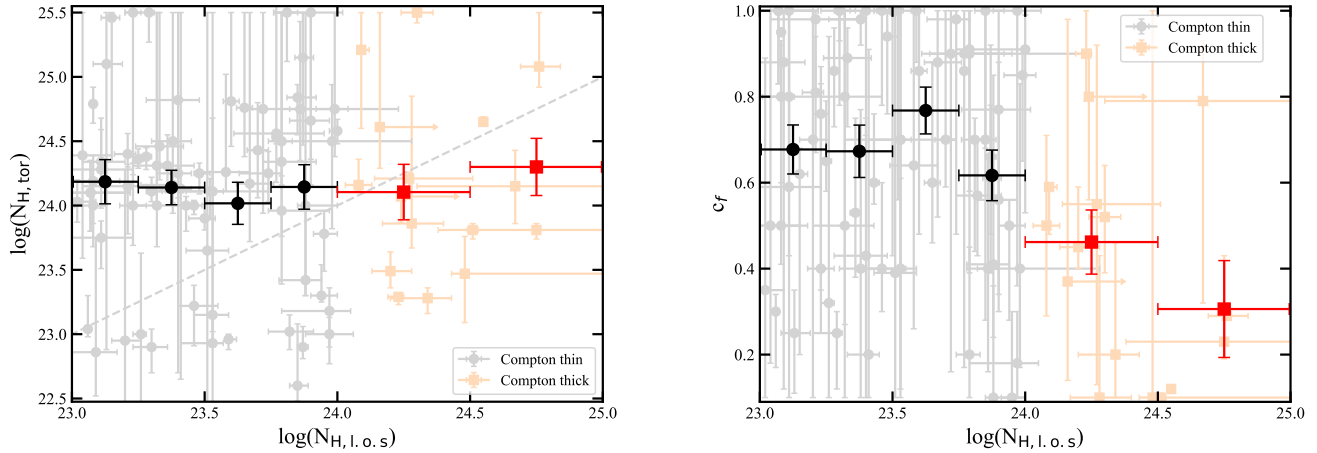 25.5
25.0
24.5
24.0
23.5
23.0
22.5
log(N_{H, tor})
Compton thin
Compton thick
23.0 23.5 24.0 24.5 25.0
log(N_{H, l.o.s})
1.0
0.8
0.6
0.4
0.2
c_f
Compton thin
Compton thick
23.0 23.5 24.0 24.5 25.0
log(N_{H, l.o.s})